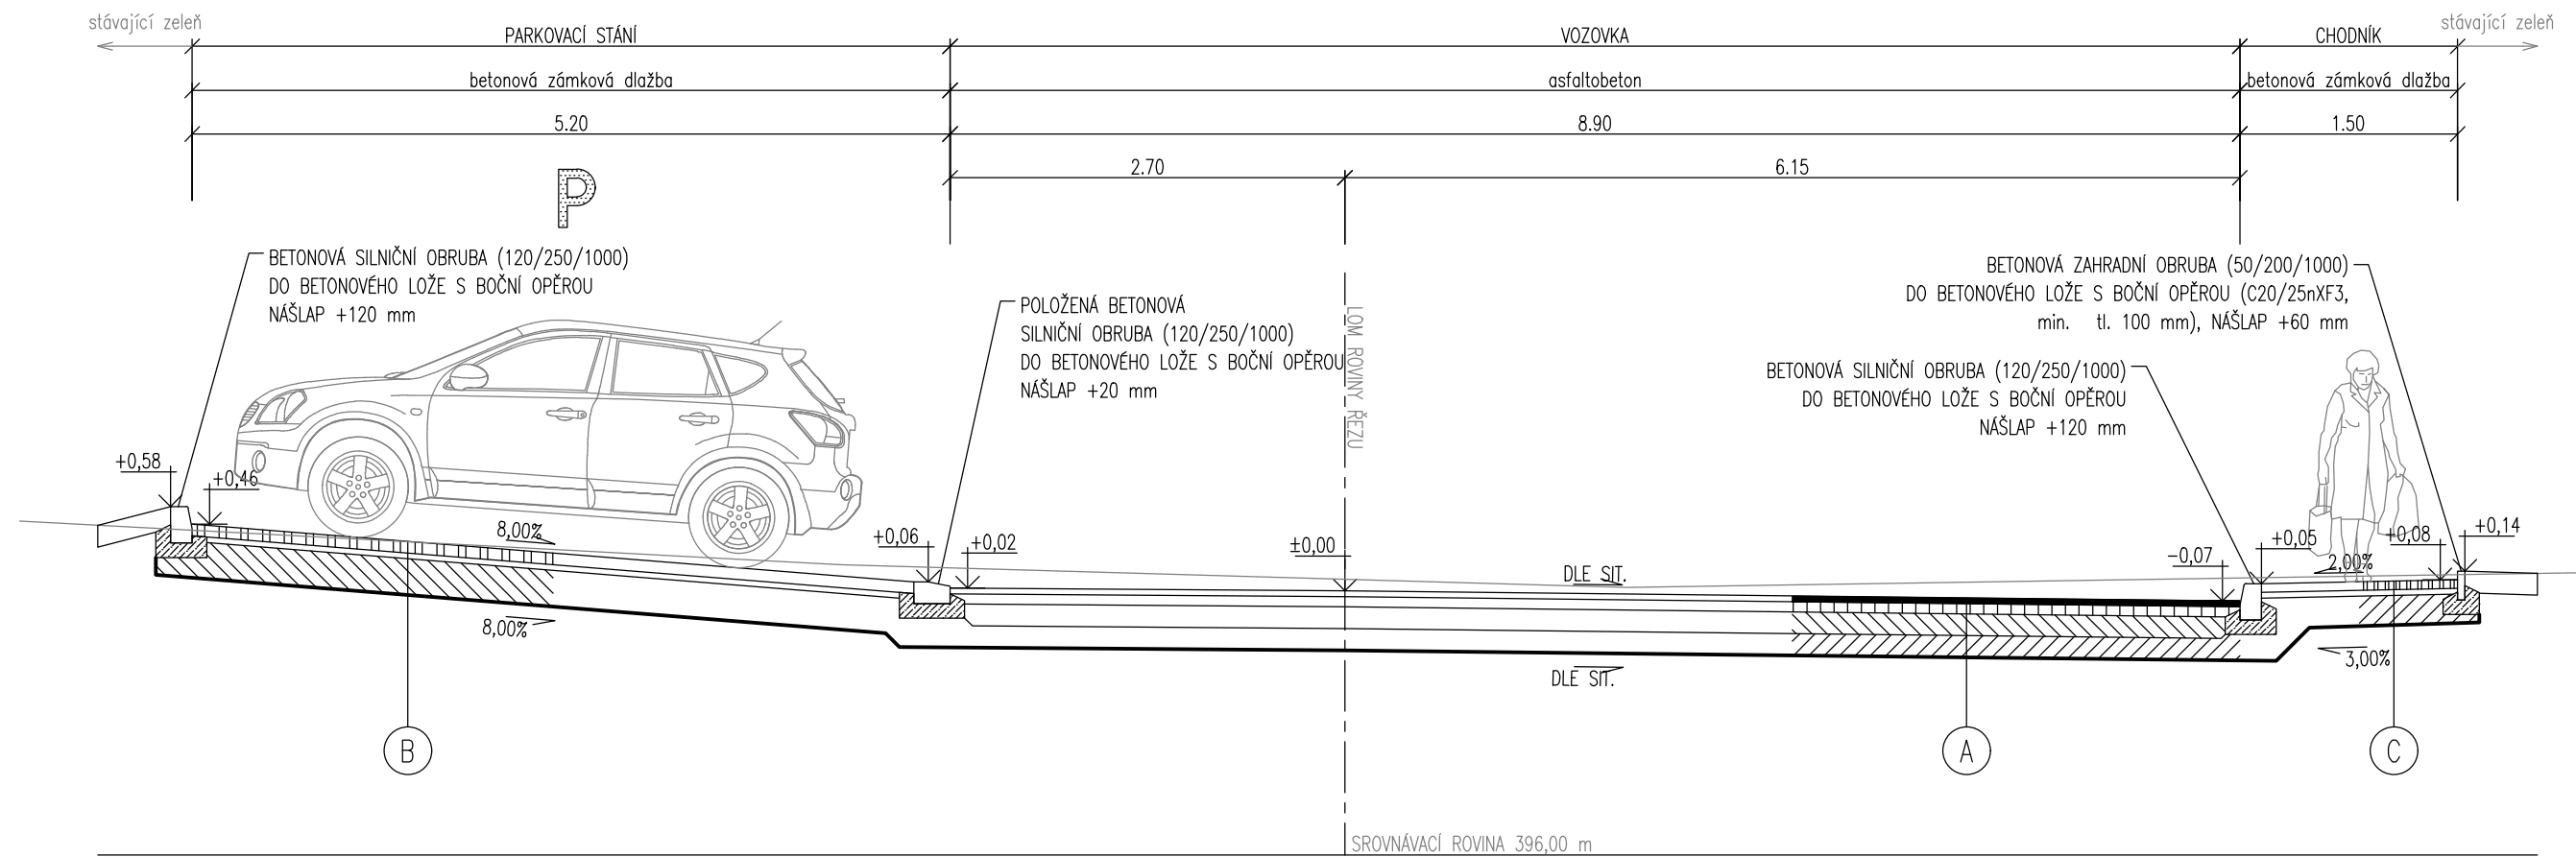 stávající zeleň
PARKOVACÍ STÁNÍ
VOZOVKA
CHODNÍK
stávající zeleň
betonová zámková dlažba
asfaltobeton
betonová zámková dlažba
5.20
8.90
1.50
2.70
6.15
P
BETONOVÁ SILNIČNÍ OBRUBA (120/250/1000)
DO BETONOVÉHO LOŽE S BOČNÍ OPĚROU
NÁŠLAP +120 mm
POLOŽENÁ BETONOVÁ
SILNIČNÍ OBRUBA (120/250/1000)
DO BETONOVÉHO LOŽE S BOČNÍ OPĚROU
NÁŠLAP +20 mm
LOM ROVINY ŘEZU
BETONOVÁ ZAHRADNÍ OBRUBA (50/200/1000)
DO BETONOVÉHO LOŽE S BOČNÍ OPĚROU (C20/25nXF3,
min. tl. 100 mm), NÁŠLAP +60 mm
BETONOVÁ SILNIČNÍ OBRUBA (120/250/1000)
DO BETONOVÉHO LOŽE S BOČNÍ OPĚROU
NÁŠLAP +120 mm
+0,58
+0,46
8,00%
+0,06
+0,02
±0,00
DLE SIT.
-0,07
+0,05
2,00%
+0,08
+0,14
8,00%
DLE SIT.
3,00%
B
A
C
SROVNÁVACÍ ROVINA 396,00 m